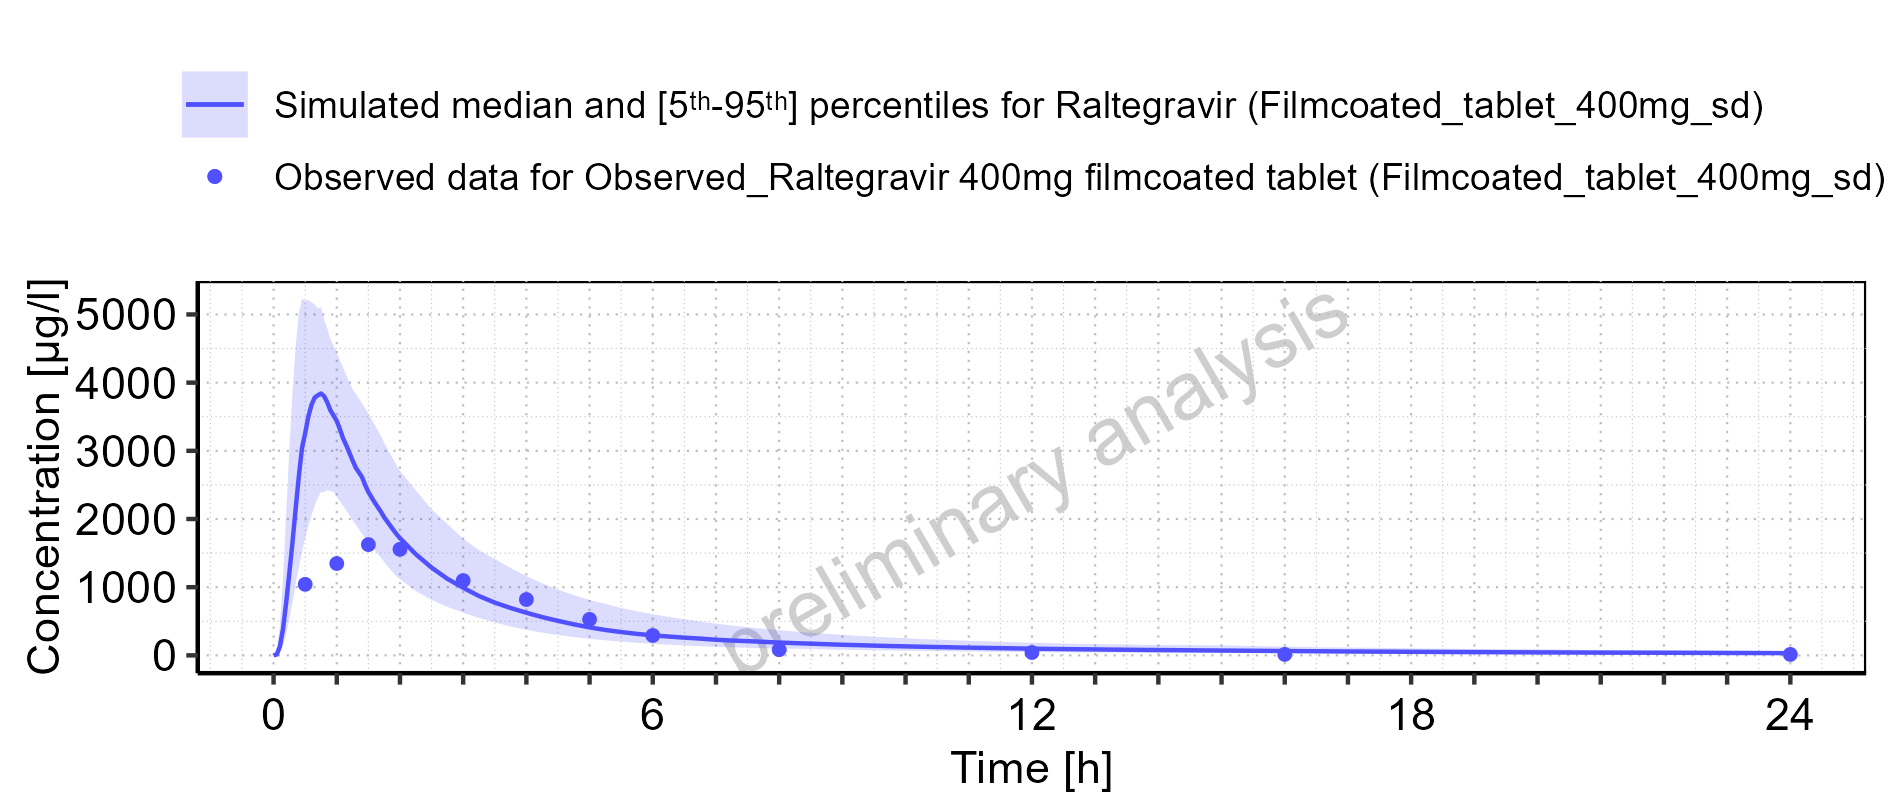 Simulated median and [5th-95th] percentiles for Raltegravir (Filmcoated_tablet_400mg_sd)
Observed data for Observed_Raltegravir 400mg filmcoated tablet (Filmcoated_tablet_400mg_sd)
Concentration [µg/l]
5000
4000
3000
2000
1000
0
preliminary analysis
0 6 12 18 24
Time [h]